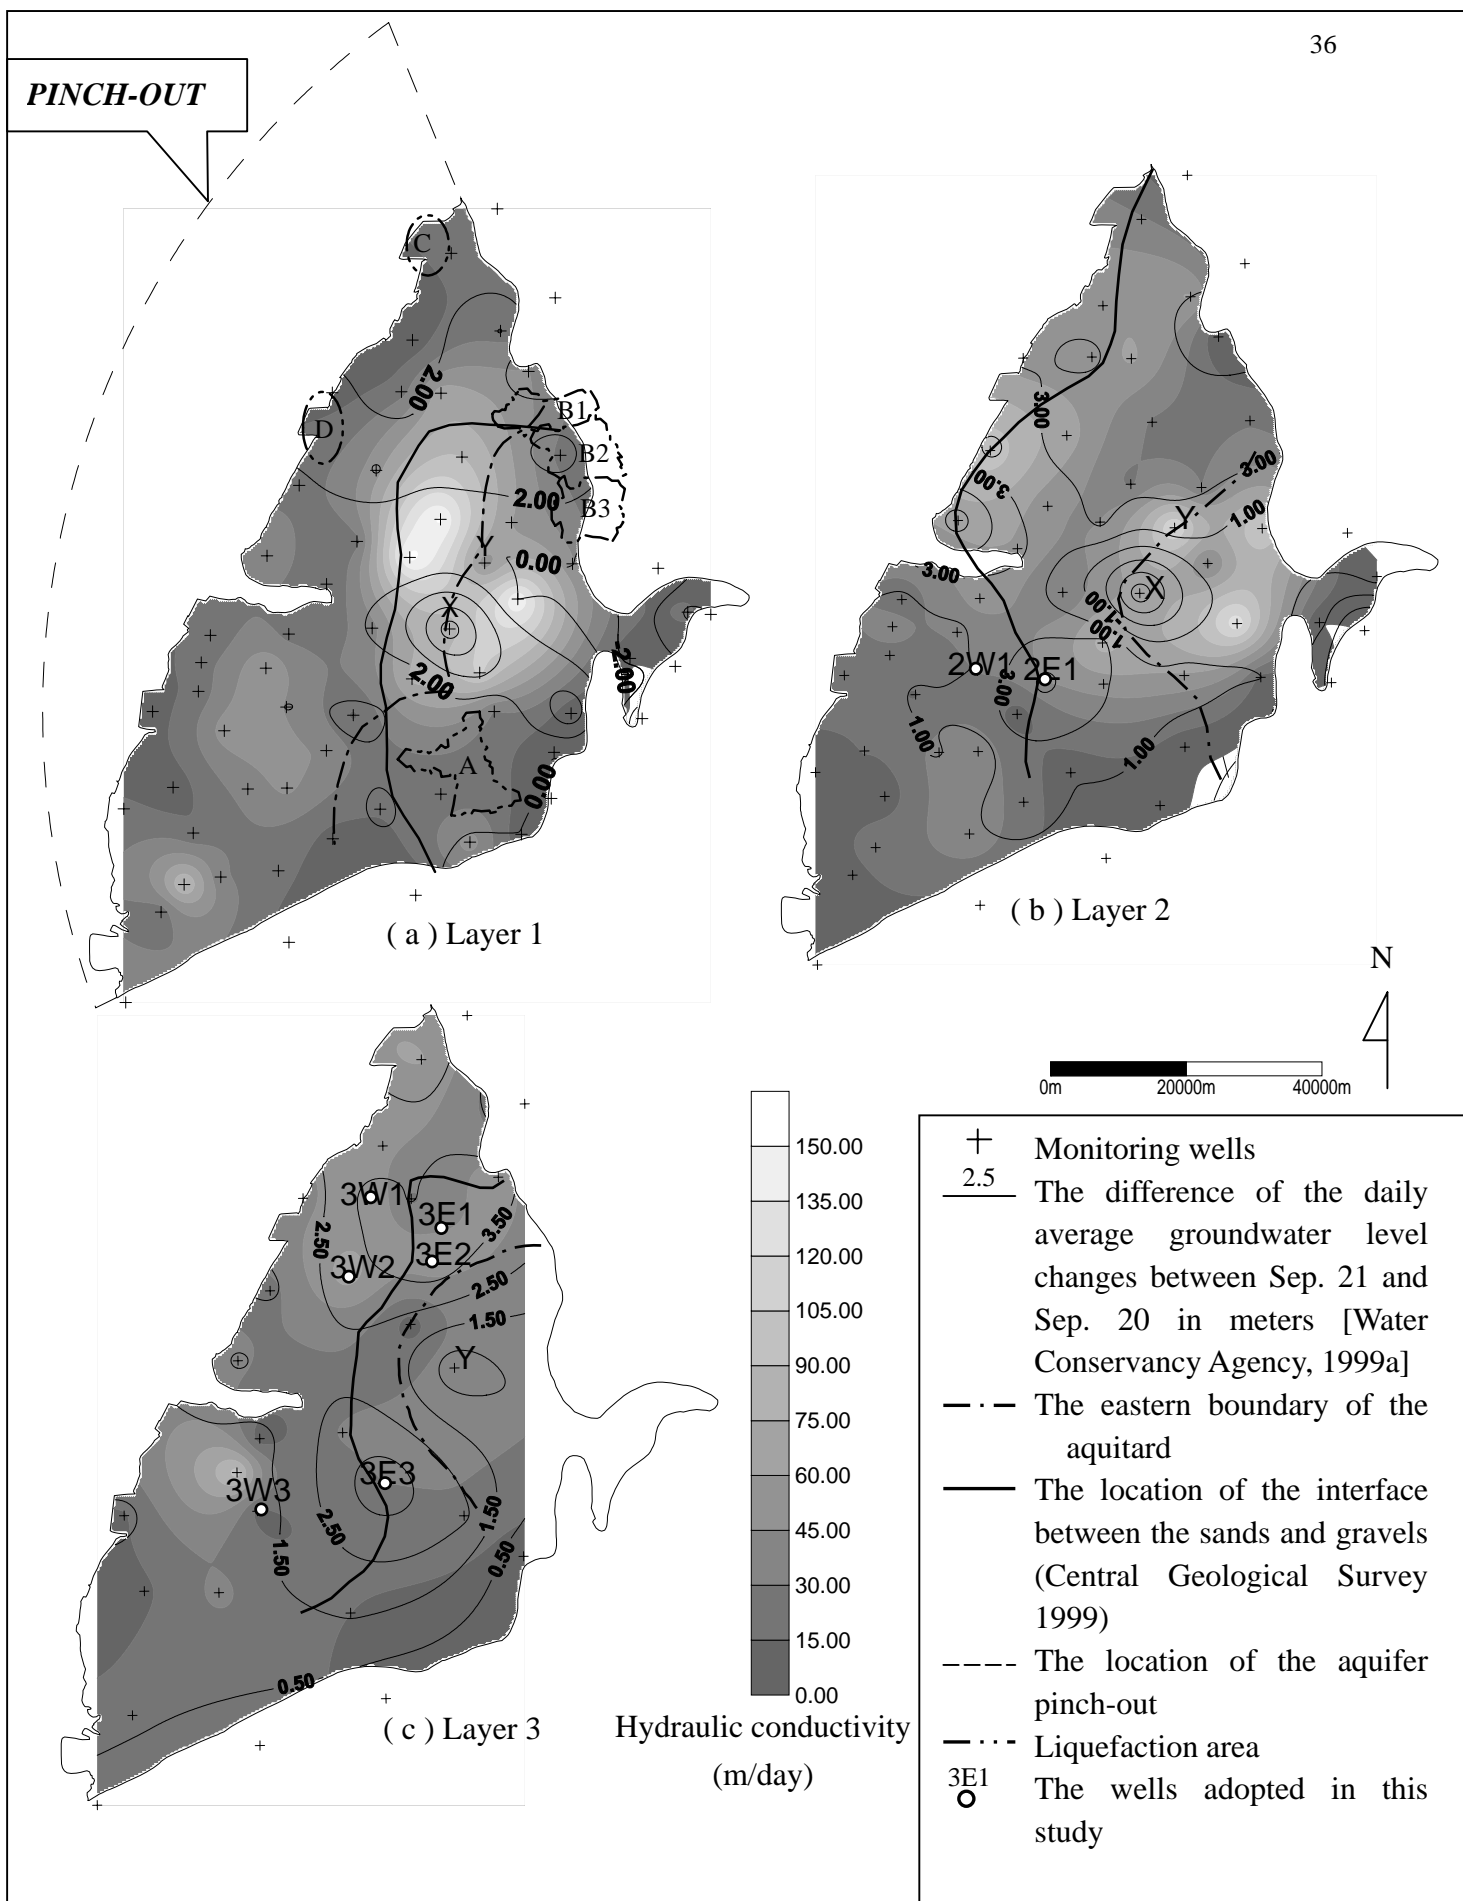 36
PINCH-OUT
C
2.00
D
B1
B2
2.00
B3
Y
0.00
X
2.00
-2.00
A
0.00
( a ) Layer 1
3.00
3.00
3.00
Y
1.00
3.00
X
-1.00
1.00
2W1
2E1
3.00
1.00
1.00
( b ) Layer 2
N
0m
20000m
40000m
3W1
3E1
3.50
2.50
3E2
3W2
2.50
1.50
Y
3E3
3W3
2.50
1.50
1.50
0.50
0.50
( c ) Layer 3
150.00
135.00
120.00
105.00
90.00
75.00
60.00
45.00
30.00
15.00
0.00
Hydraulic conductivity
(m/day)
Monitoring wells
2.5
The difference of the daily
average groundwater level
changes between Sep. 21 and
Sep. 20 in meters [Water
Conservancy Agency, 1999a]
The eastern boundary of the
aquitard
The location of the interface
between the sands and gravels
(Central Geological Survey
1999)
The location of the aquifer
pinch-out
Liquefaction area
3E1
The wells adopted in this
study